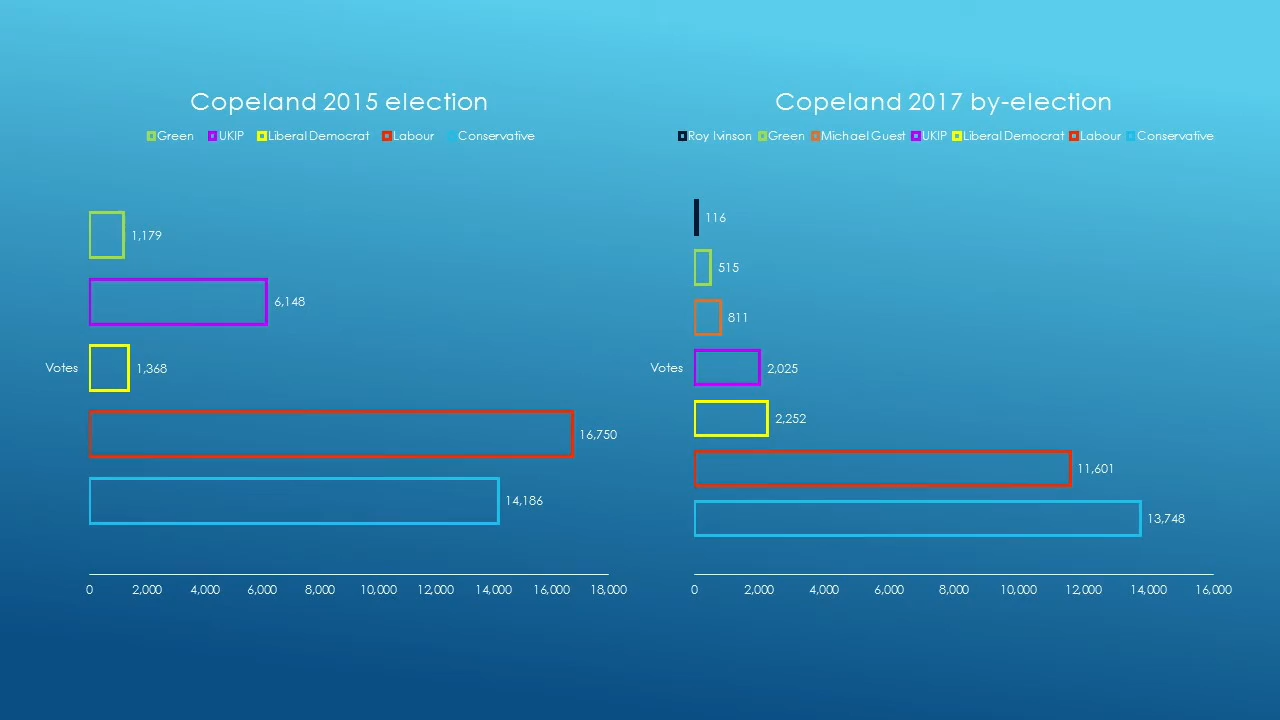 Copeland 2015 election
Green UKIP Liberal Democrat Labour Conservative
1,179
6,148
Votes 1,368
16,750
14,186
0 2,000 4,000 6,000 8,000 10,000 12,000 14,000 16,000 18,000
Copeland 2017 by-election
Roy Ivinson Green Michael Guest UKIP Liberal Democrat Labour Conservative
116
515
811
Votes 2,025
2,252
11,601
13,748
0 2,000 4,000 6,000 8,000 10,000 12,000 14,000 16,000